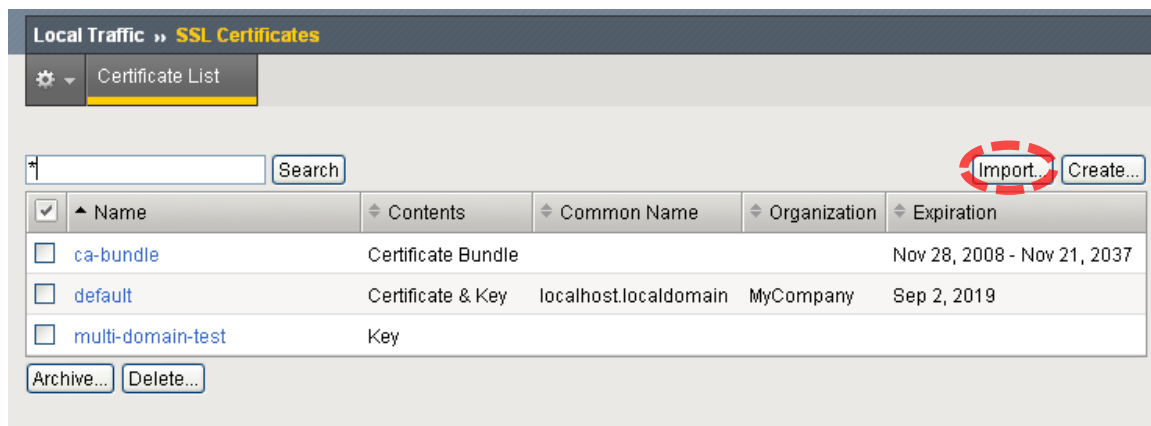 Local Traffic ›› SSL Certificates
Certificate List
* Search Import... Create...
Name Contents Common Name Organization Expiration
ca-bundle Certificate Bundle Nov 28, 2008 - Nov 21, 2037
default Certificate & Key localhost.localdomain MyCompany Sep 2, 2019
multi-domain-test Key
Archive... Delete...